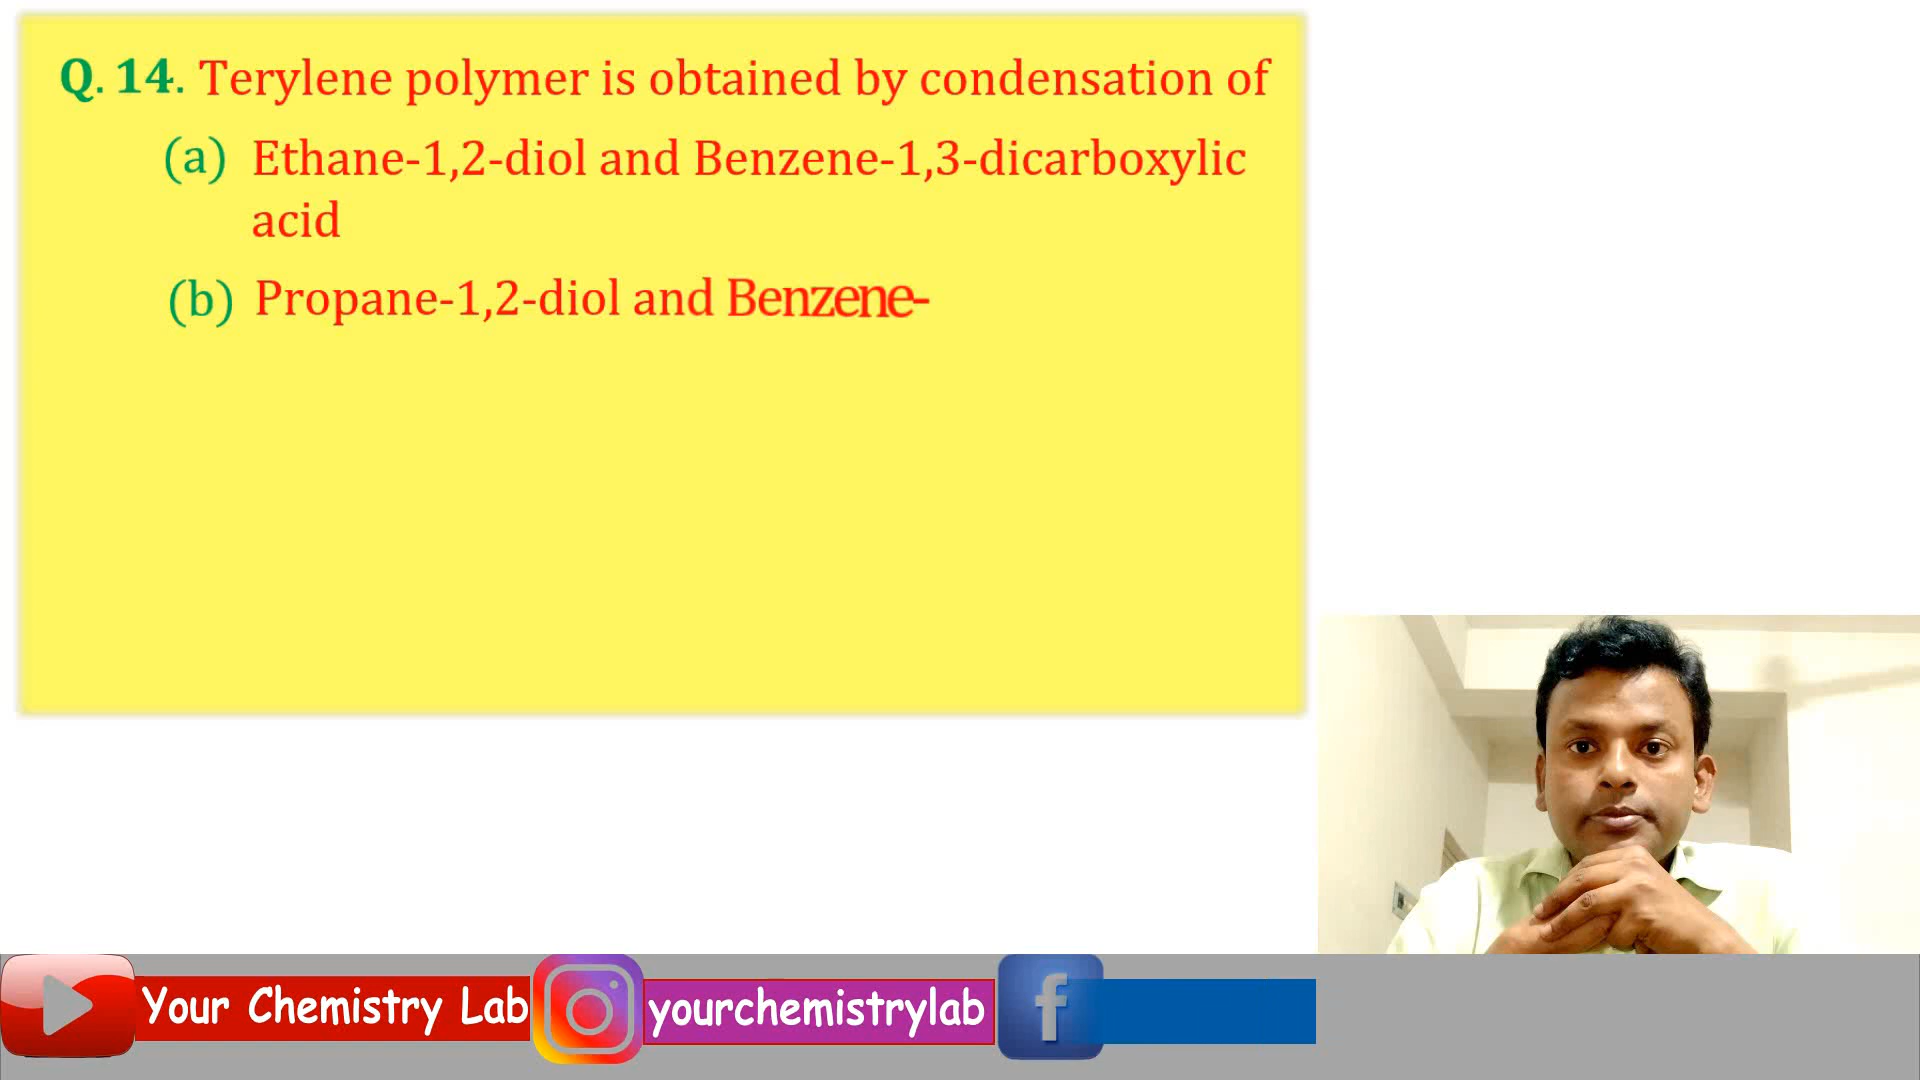 Q. 14. Terylene polymer is obtained by condensation of
(a) Ethane-1,2-diol and Benzene-1,3-dicarboxylic
acid
(b) Propane-1,2-diol and Benzene-
Your Chemistry Lab
yourchemistrylab